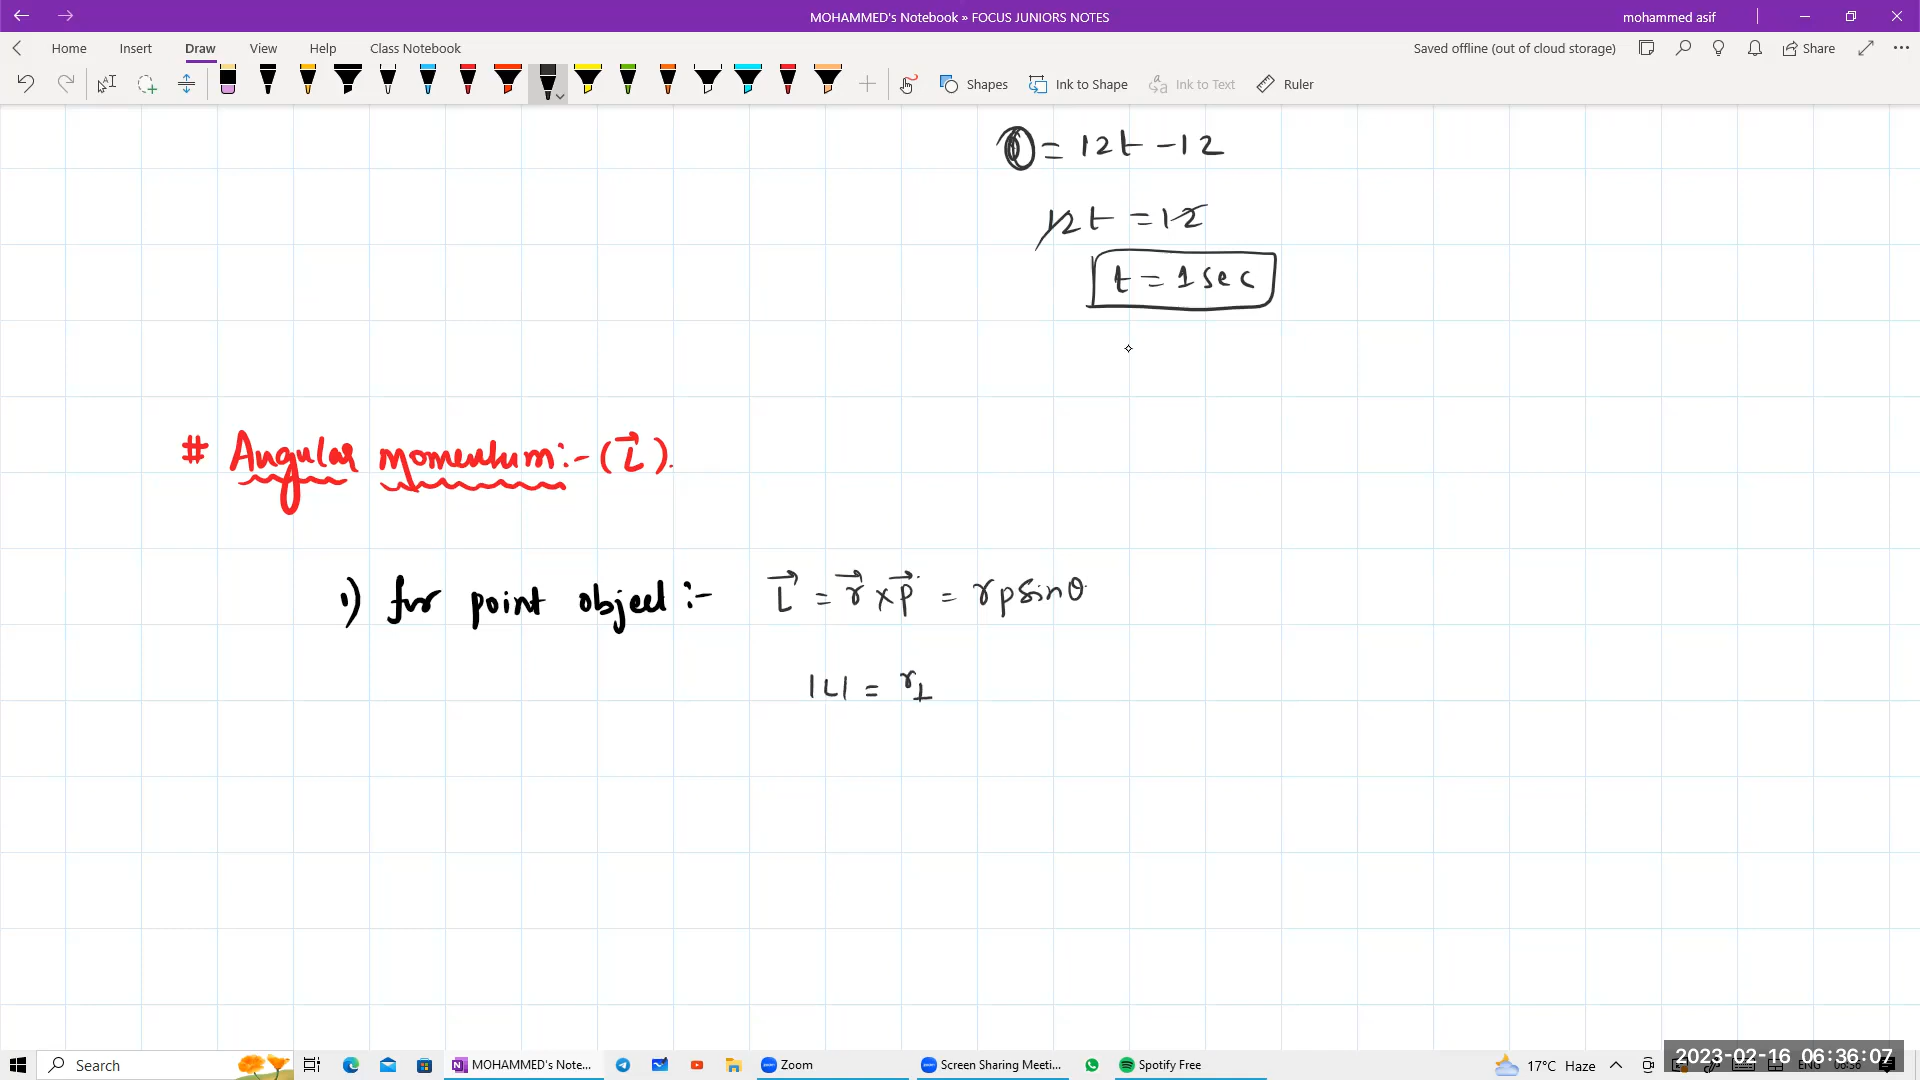 MOHAMMED's Notebook » FOCUS JUNIORS NOTES
mohammed asif
Home Insert Draw View Help Class Notebook
Saved offline (out of cloud storage)
Share
Shapes Ink to Shape Ink to Text Ruler
0 = 12t - 12
12t = 12
t = 1 sec
# Angular momentum:- (L⃗).
1) for point object :- L⃗ = r⃗ × p⃗ = rp sinθ
|L| = r⊥
Search
MOHAMMED's Note...
Zoom
Screen Sharing Meeti...
Spotify Free
17°C Haze
2023-02-16 06:36:07